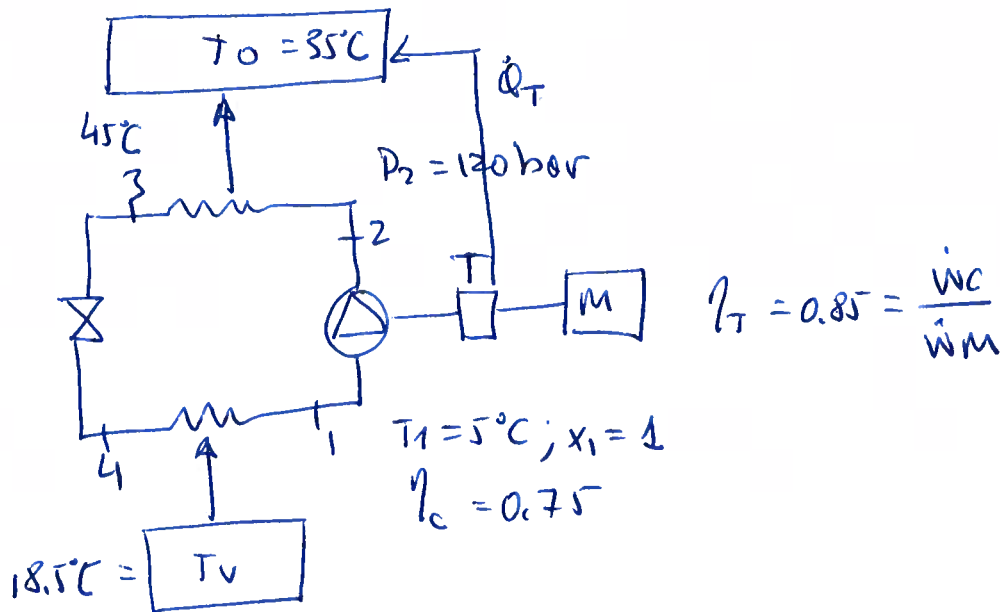 T0 = 35°C
Q̇T
45°C
P2 = 120 bar
3
2
T
M
ηT = 0.85 = ẆC / ẆM
1
T1 = 5°C ; x1 = 1
4
ηc = 0.75
18.5°C = TV